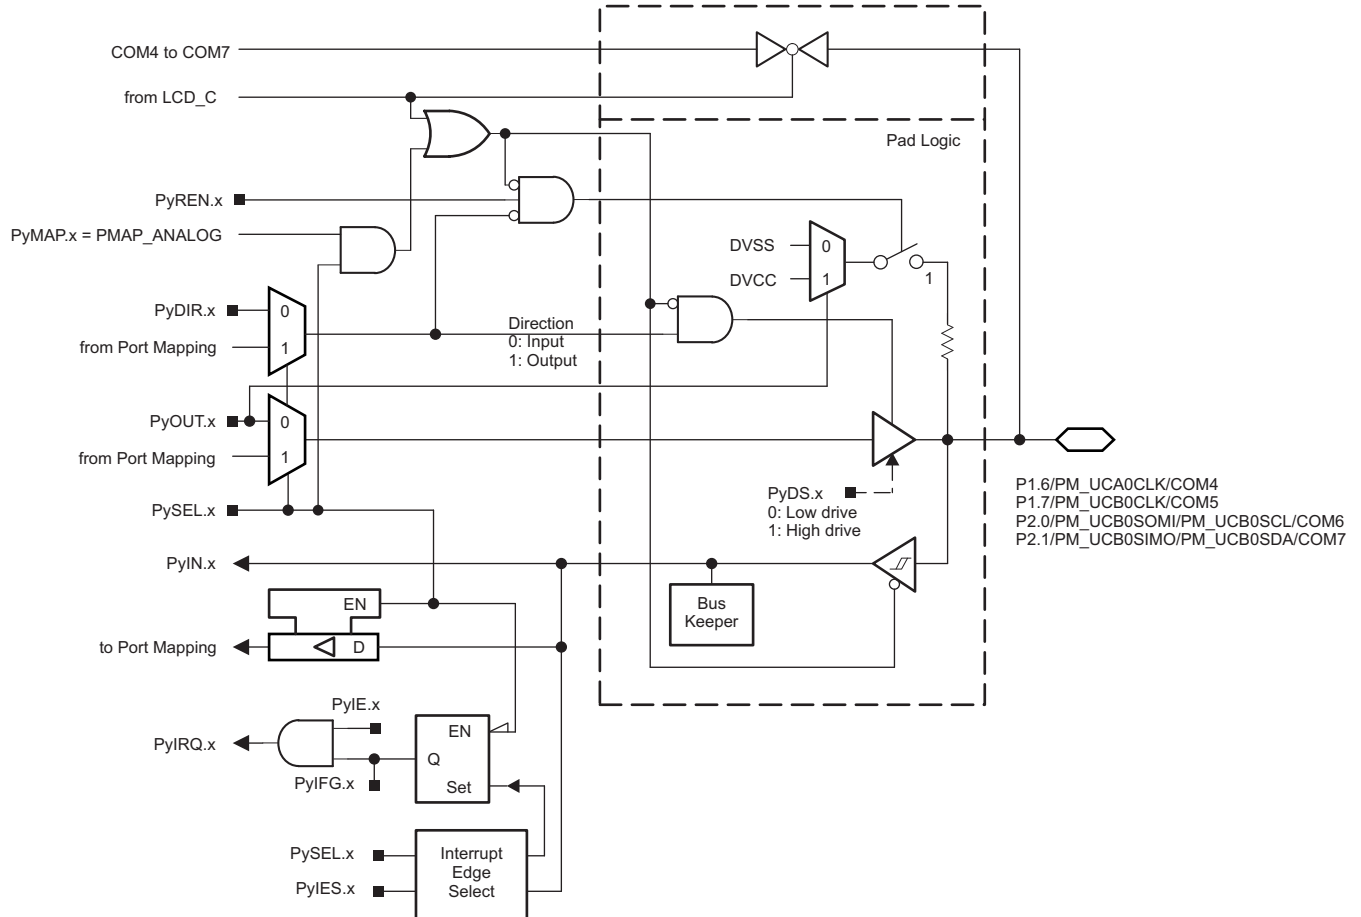 COM4 to COM7
from LCD_C
Pad Logic
PyREN.x
PyMAP.x = PMAP_ANALOG
DVSS
0
DVCC
1
1
PyDIR.x
0
from Port Mapping
1
Direction
0: Input
1: Output
PyOUT.x
0
from Port Mapping
1
PySEL.x
PyDS.x
0: Low drive
1: High drive
P1.6/PM_UCA0CLK/COM4
P1.7/PM_UCB0CLK/COM5
P2.0/PM_UCB0SOMI/PM_UCB0SCL/COM6
P2.1/PM_UCB0SIMO/PM_UCB0SDA/COM7
PyIN.x
Bus
Keeper
EN
to Port Mapping
D
PyIE.x
EN
PyIRQ.x
Q
PyIFG.x
Set
PySEL.x
PyIES.x
Interrupt
Edge
Select